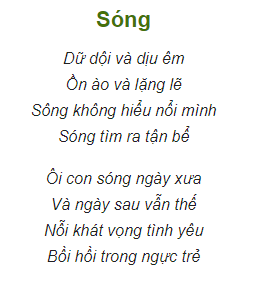 Sóng
Dữ dội và dịu êm
Ồn ào và lặng lẽ
Sông không hiểu nổi mình
Sóng tìm ra tận bể
Ôi con sóng ngày xưa
Và ngày sau vẫn thế
Nỗi khát vọng tình yêu
Bồi hồi trong ngực trẻ